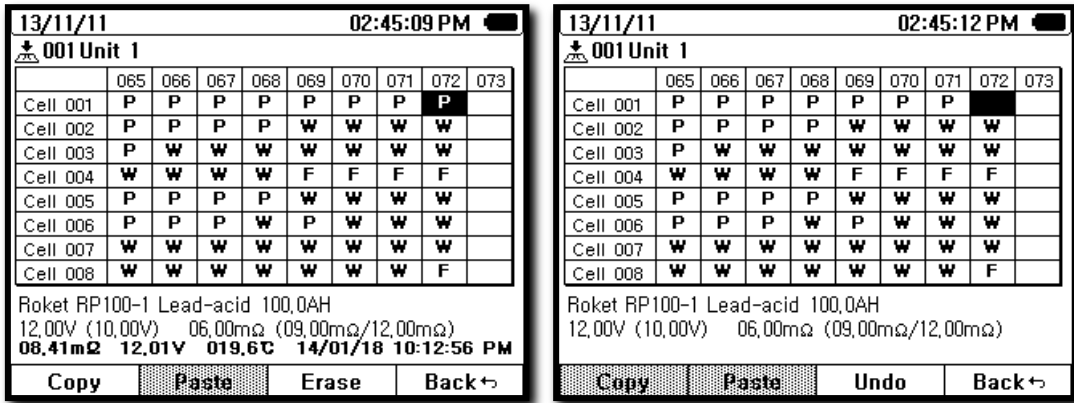 13/11/11 02:45:09 PM
001 Unit 1
065 066 067 068 069 070 071 072 073
Cell 001 P P P P P P P P
Cell 002 P P P P W W W W
Cell 003 P W W W W W W W
Cell 004 W W W W F F F F
Cell 005 P P P P W W W W
Cell 006 P P P W P W W W
Cell 007 W W W W W W W W
Cell 008 W W W W W W W F
Roket RP100-1 Lead-acid 100,0AH
12,00V (10,00V) 06,00mΩ (09,00mΩ/12,00mΩ)
08,41mΩ 12,01V 019,6℃ 14/01/18 10:12:56 PM
Copy Paste Erase Back
13/11/11 02:45:12 PM
001 Unit 1
065 066 067 068 069 070 071 072 073
Cell 001 P P P P P P P
Cell 002 P P P P W W W W
Cell 003 P W W W W W W W
Cell 004 W W W W F F F F
Cell 005 P P P P W W W W
Cell 006 P P P W P W W W
Cell 007 W W W W W W W W
Cell 008 W W W W W W W F
Roket RP100-1 Lead-acid 100,0AH
12,00V (10,00V) 06,00mΩ (09,00mΩ/12,00mΩ)
Copy Paste Undo Back